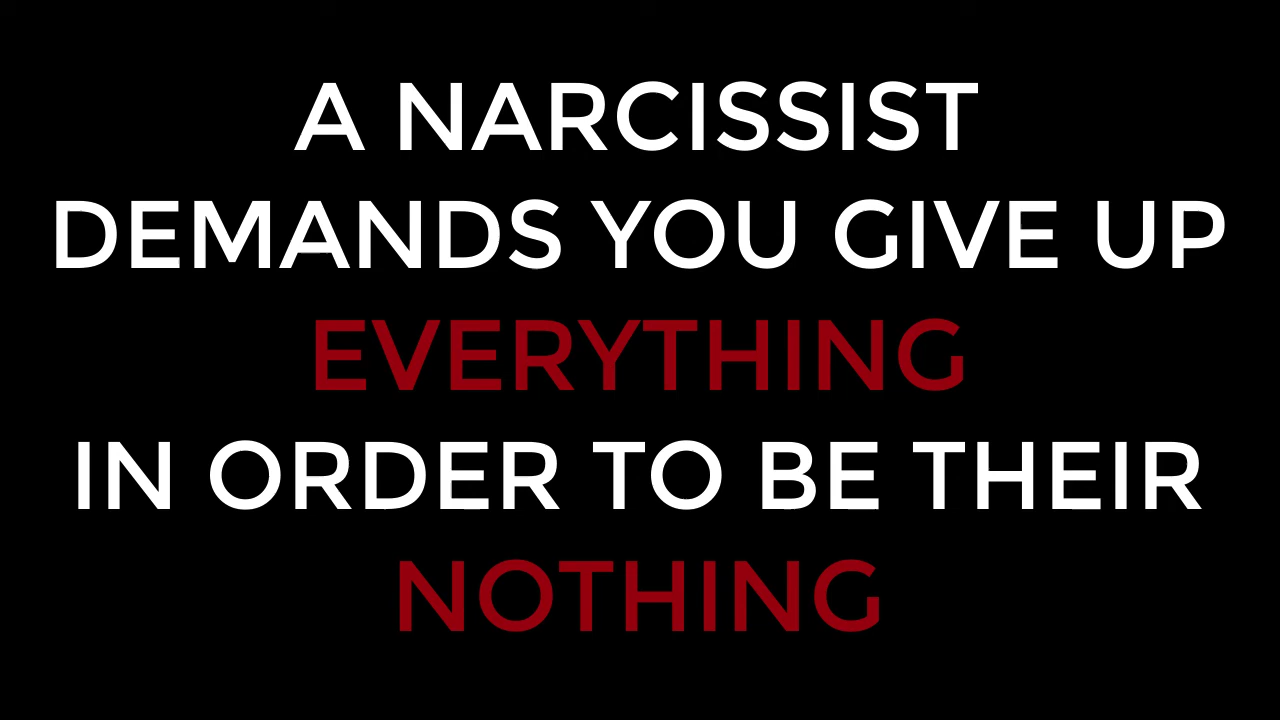 A NARCISSIST
DEMANDS YOU GIVE UP
EVERYTHING
IN ORDER TO BE THEIR
NOTHING